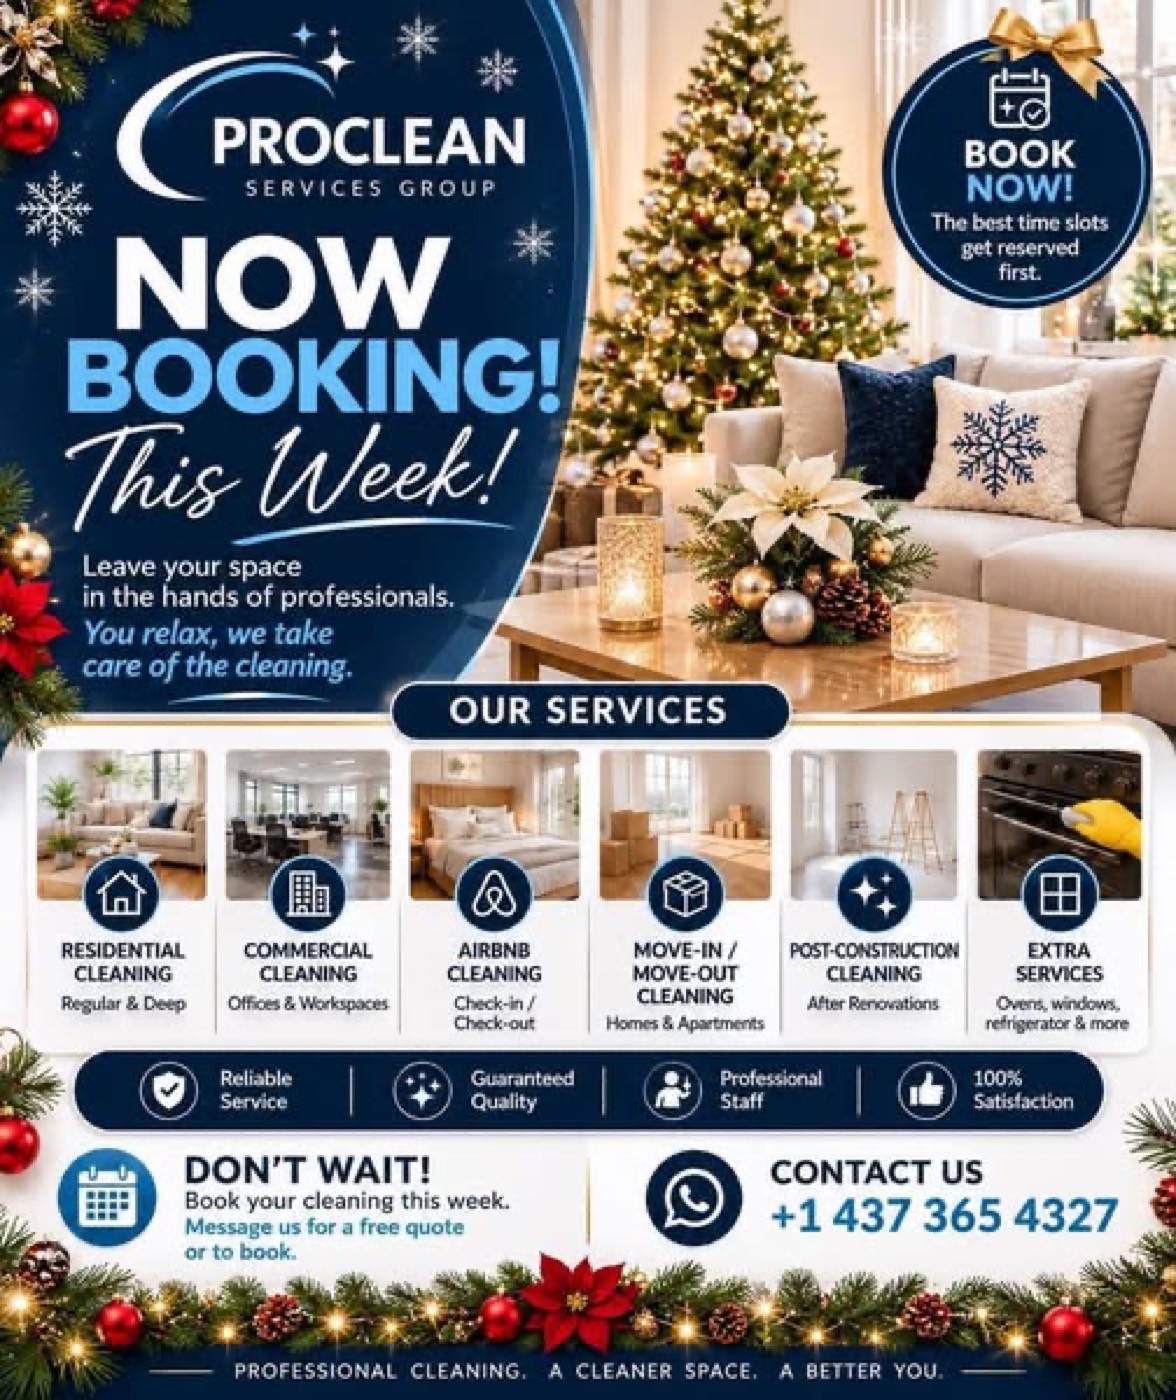 PROCLEAN
SERVICES GROUP
NOW
BOOKING!
This Week!
Leave your space
in the hands of professionals.
You relax, we take
care of the cleaning.
BOOK
NOW!
The best time slots
get reserved
first.
OUR SERVICES
RESIDENTIAL
CLEANING
Regular & Deep
COMMERCIAL
CLEANING
Offices & Workspaces
AIRBNB
CLEANING
Check-in /
Check-out
MOVE-IN /
MOVE-OUT
CLEANING
Homes & Apartments
POST-CONSTRUCTION
CLEANING
After Renovations
EXTRA
SERVICES
Ovens, windows,
refrigerator & more
Reliable
Service
Guaranteed
Quality
Professional
Staff
100%
Satisfaction
DON'T WAIT!
Book your cleaning this week.
Message us for a free quote
or to book.
CONTACT US
+1 437 365 4327
PROFESSIONAL CLEANING. A CLEANER SPACE. A BETTER YOU.